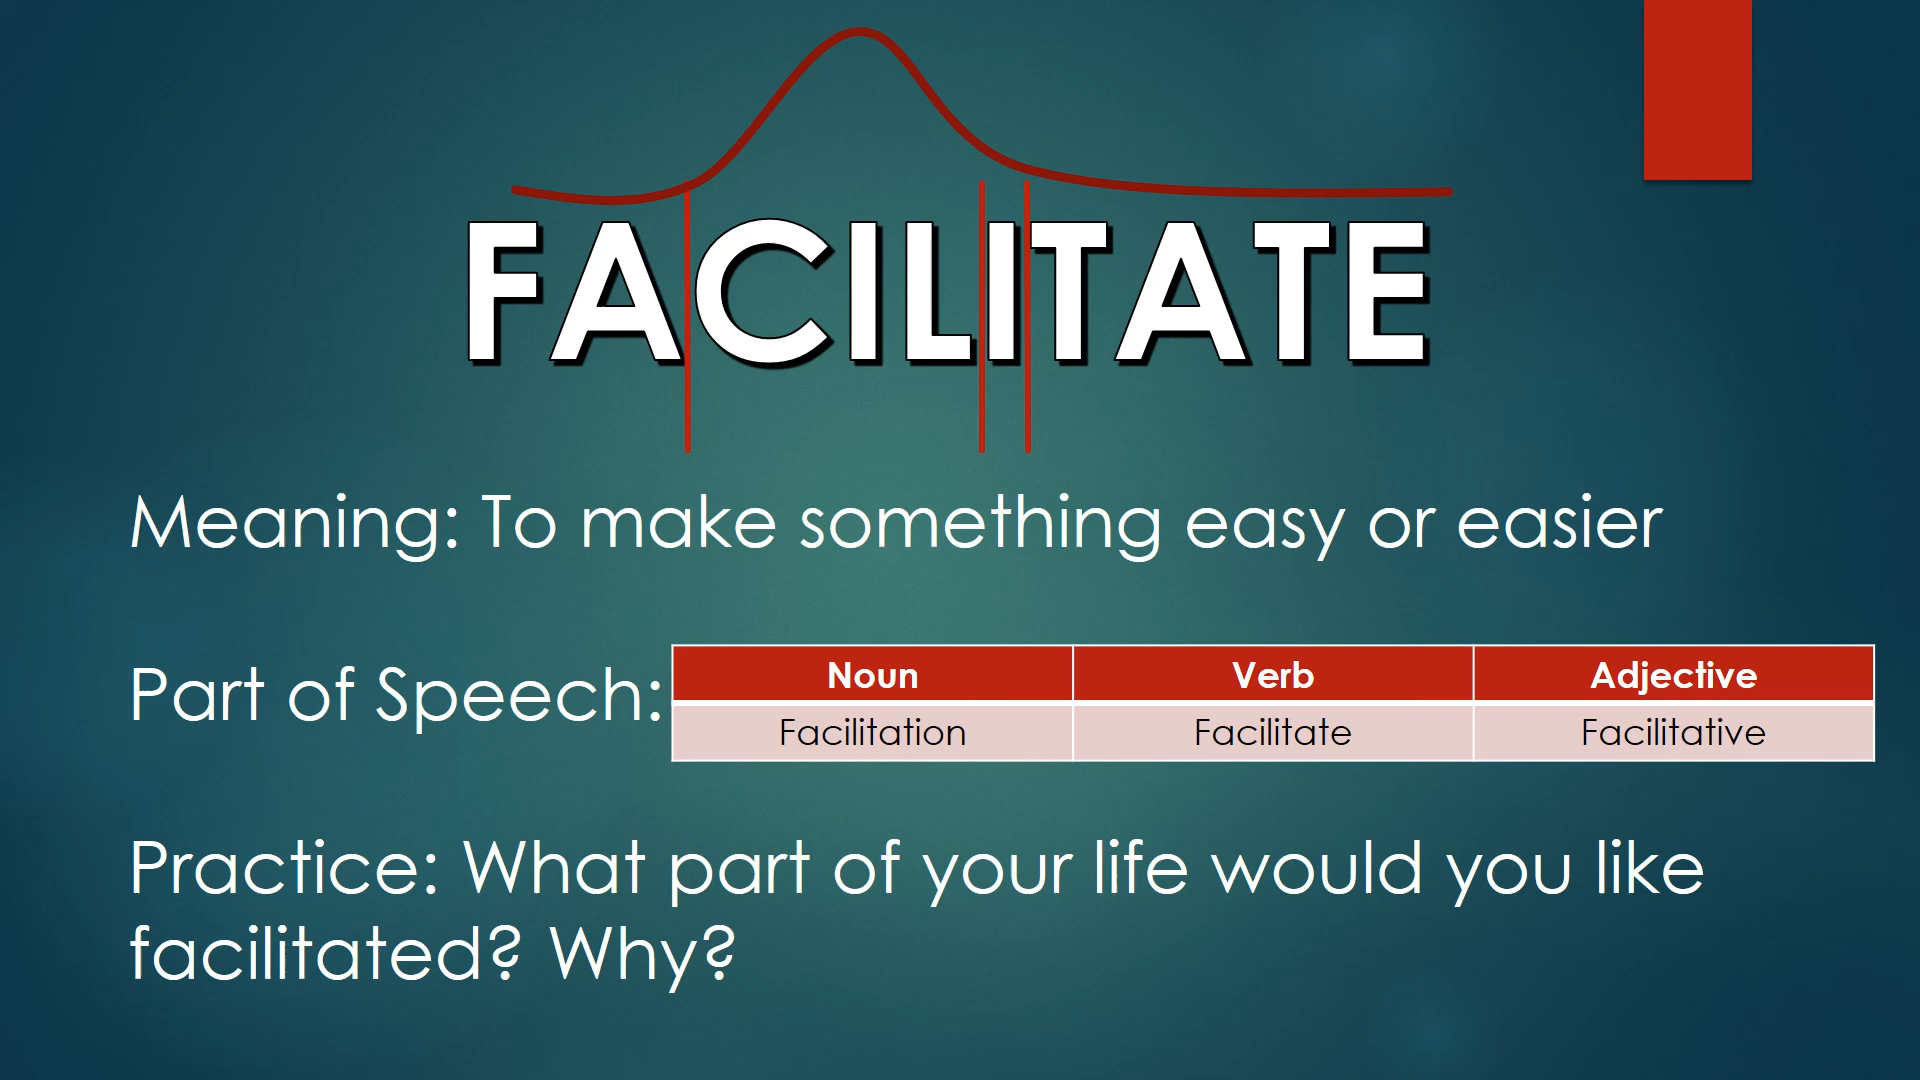 FACILITATE
Meaning: To make something easy or easier
Part of Speech:
Noun Verb Adjective
Facilitation Facilitate Facilitative
Practice: What part of your life would you like
facilitated? Why?